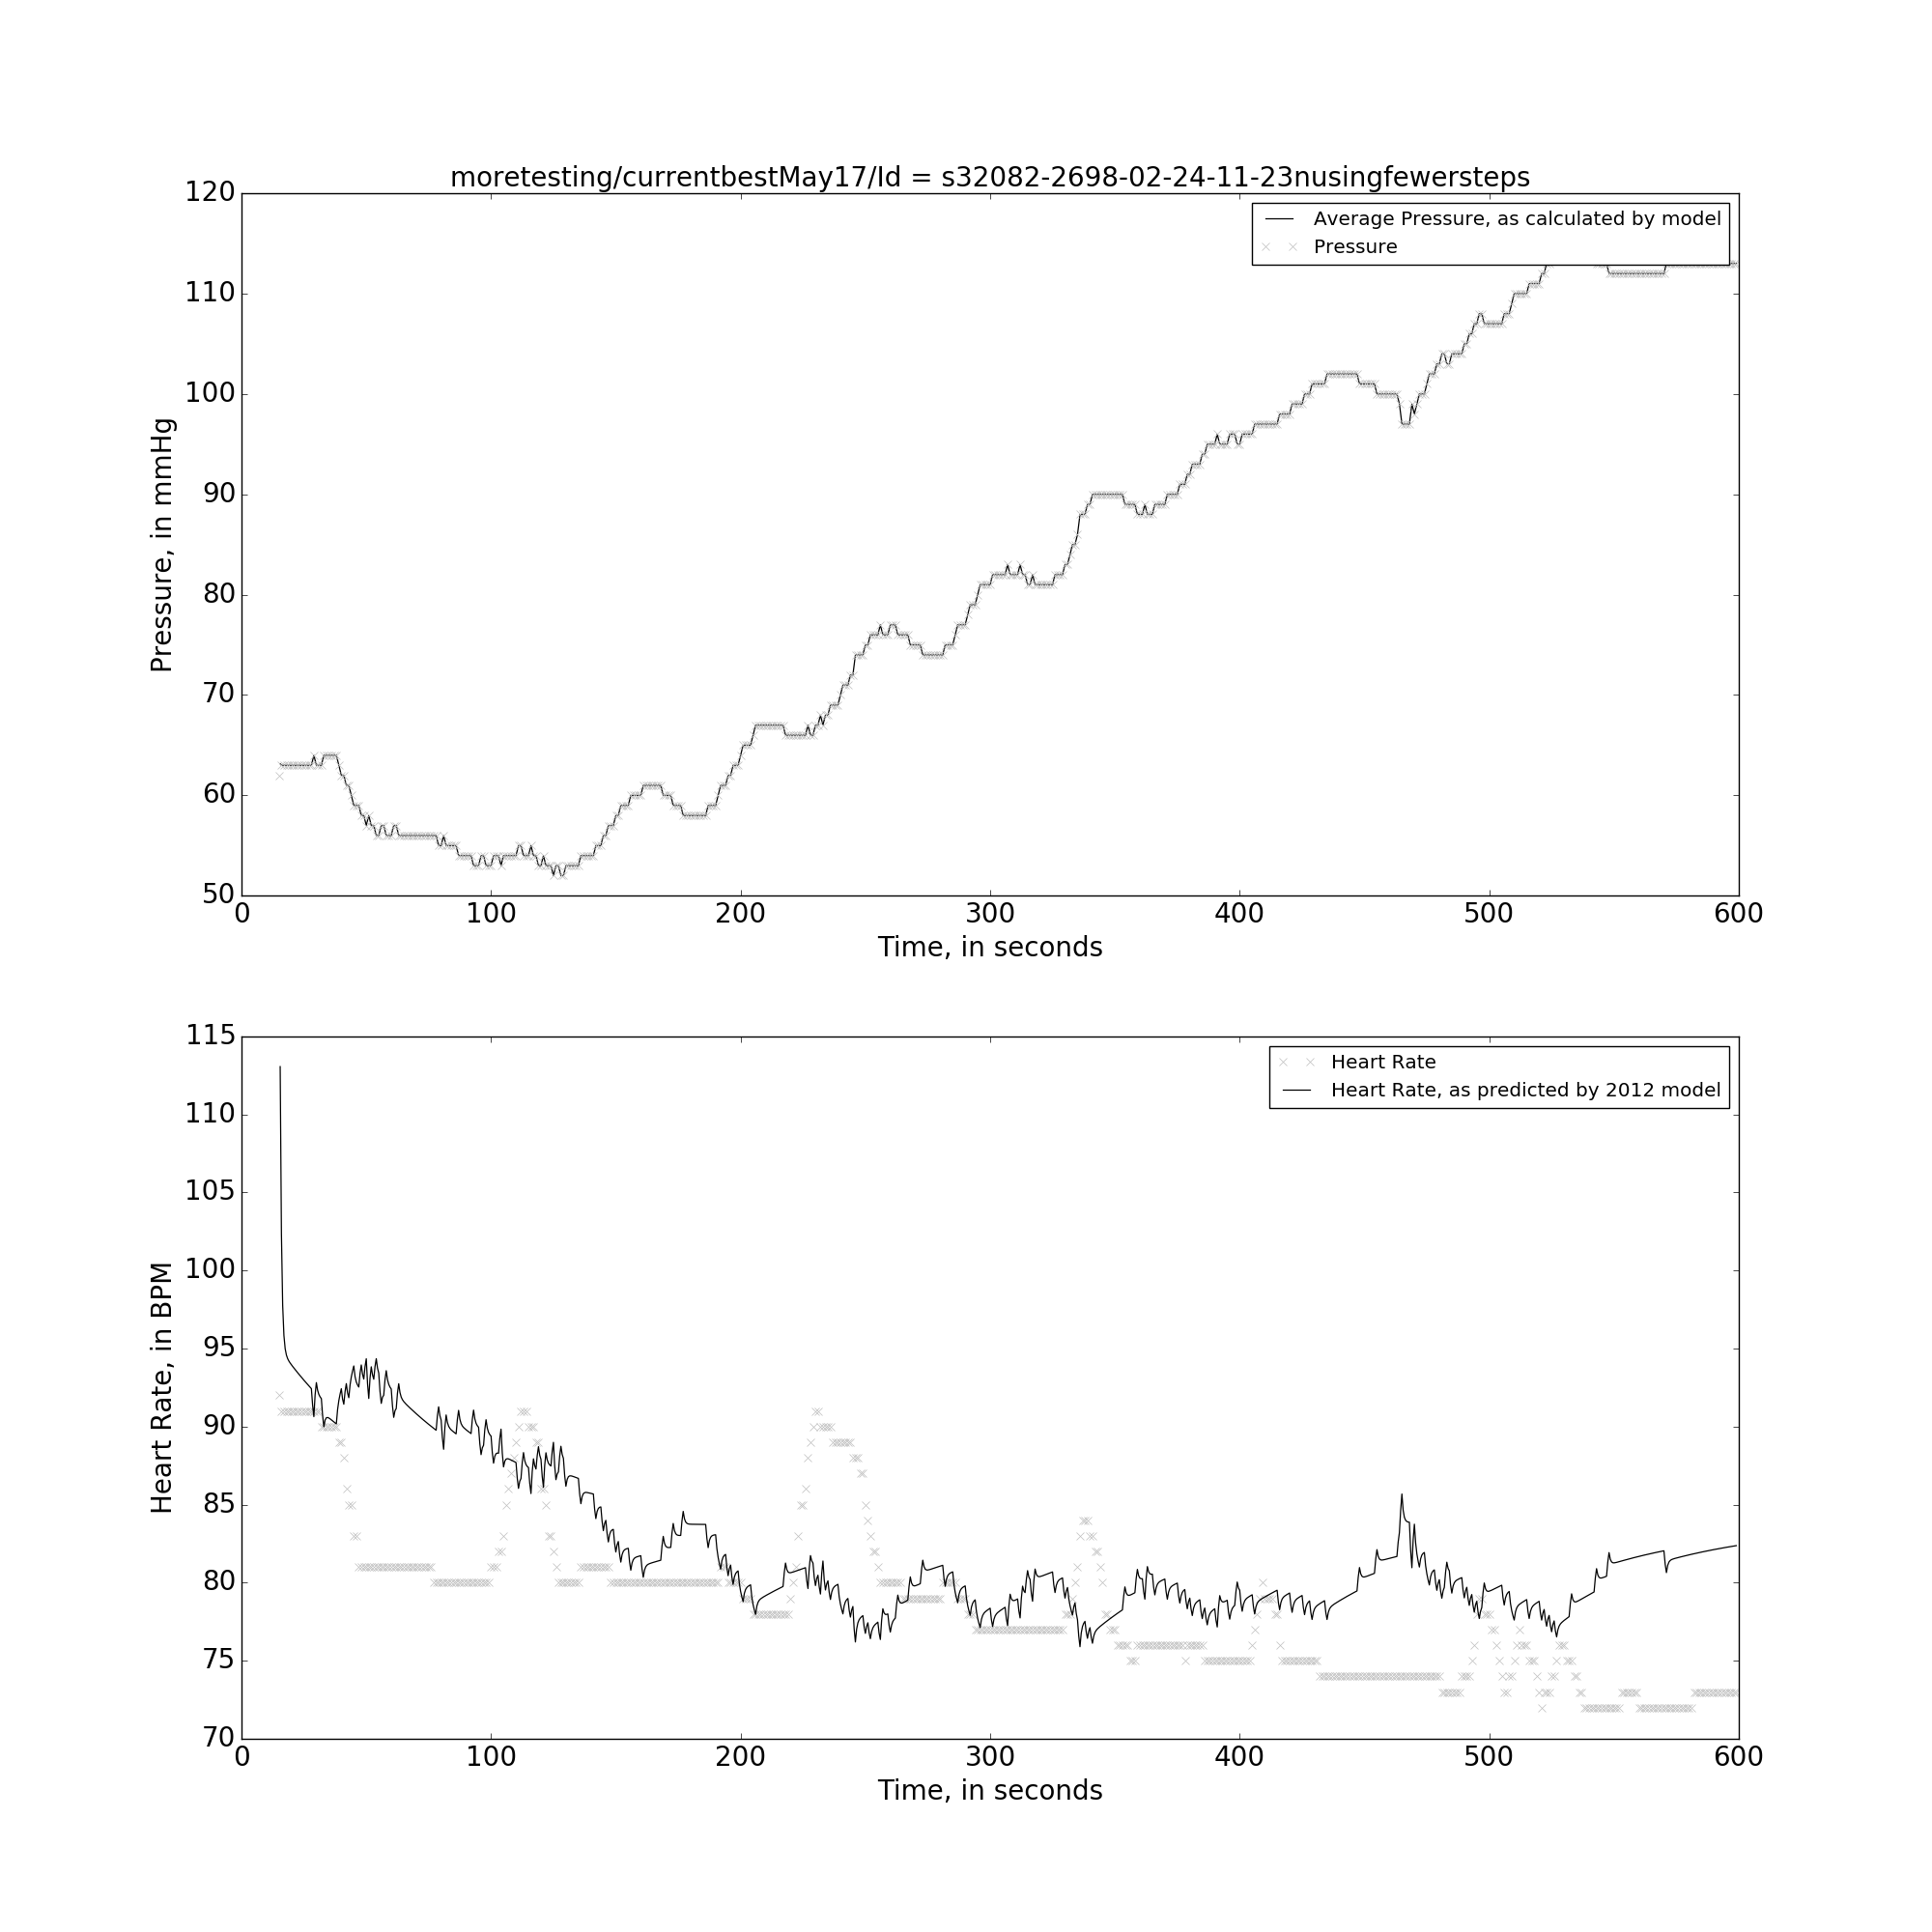 moretesting/currentbestMay17/Id = s32082-2698-02-24-11-23nusingfewersteps
120
110
100
90
80
70
60
50
Pressure, in mmHg
Average Pressure, as calculated by model
Pressure
0 100 200 300 400 500 600
Time, in seconds
115
110
105
100
95
90
85
80
75
70
Heart Rate, in BPM
Heart Rate
Heart Rate, as predicted by 2012 model
0 100 200 300 400 500 600
Time, in seconds